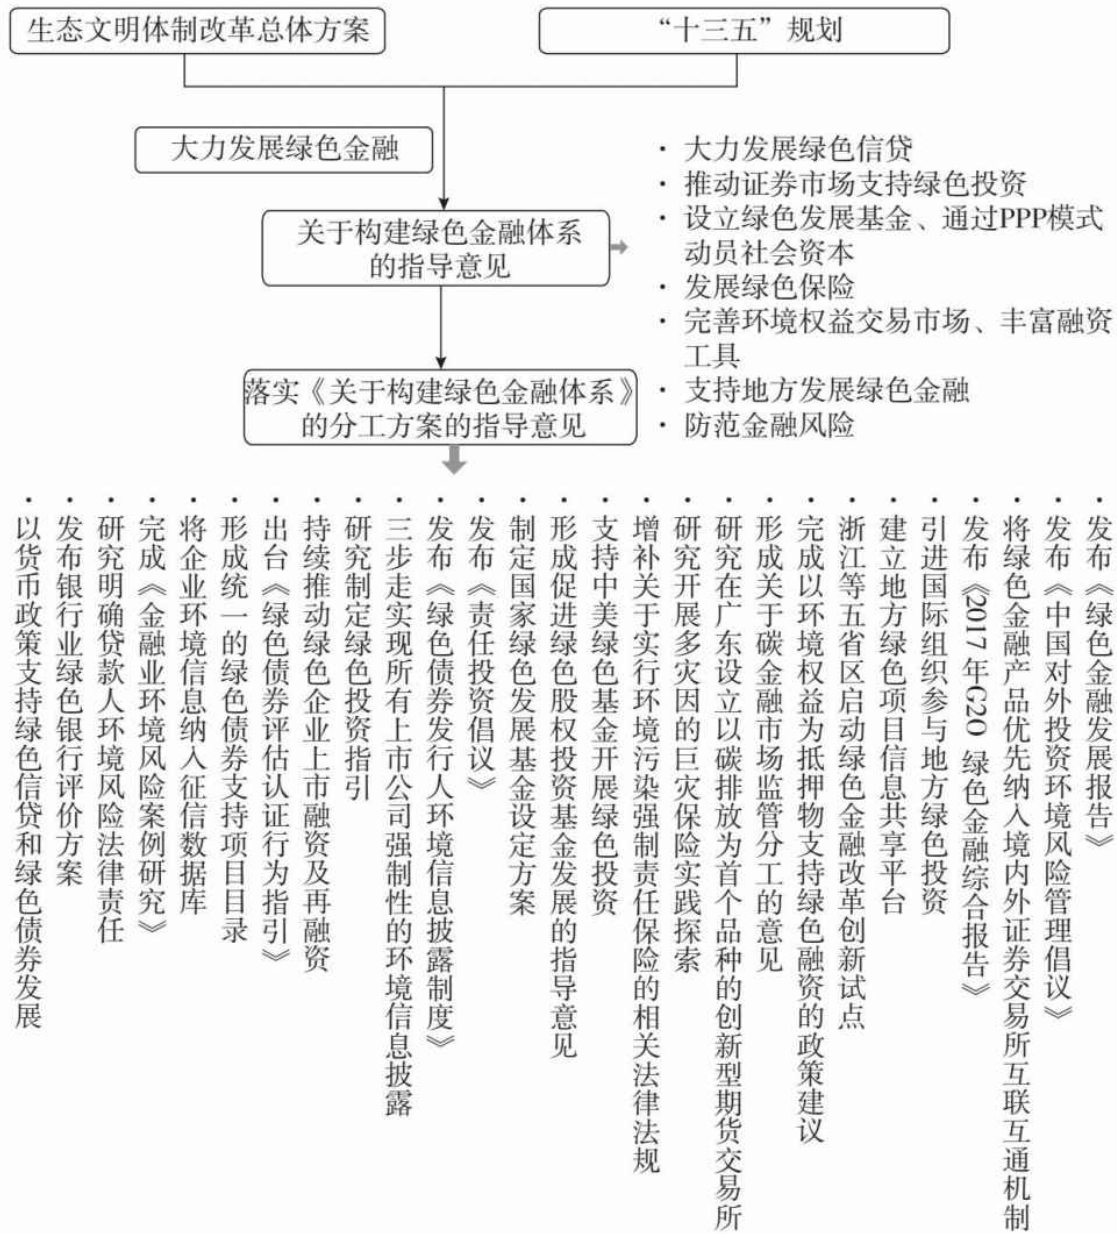 生态文明体制改革总体方案
“十三五”规划
大力发展绿色金融
关于构建绿色金融体系
的指导意见
· 大力发展绿色信贷
· 推动证券市场支持绿色投资
· 设立绿色发展基金、通过PPP模式
动员社会资本
· 发展绿色保险
· 完善环境权益交易市场、丰富融资
工具
· 支持地方发展绿色金融
· 防范金融风险
落实《关于构建绿色金融体系》
的分工方案的指导意见
· 以货币政策支持绿色信贷和绿色债券发展
· 发布银行业绿色银行评价方案
· 研究明确贷款人环境风险法律责任
· 完成《金融业环境风险案例研究》
· 将企业环境信息纳入征信数据库
· 形成统一的绿色债券支持项目目录
· 出台《绿色债券评估认证行为指引》
· 持续推动绿色企业上市融资及再融资
· 研究制定绿色投资指引
· 三步走实现所有上市公司强制性的环境信息披露
· 发布《绿色债券发行人环境信息披露制度》
· 发布《责任投资倡议》
· 制定国家绿色发展基金设定方案
· 形成促进绿色股权投资基金发展的指导意见
· 支持中美绿色基金开展绿色投资
· 增补关于实行环境污染强制责任保险的相关法律法规
· 研究开展多灾因的巨灾保险实践探索
· 研究在广东设立以碳排放为首个品种的创新型期货交易所
· 形成关于碳金融市场监管分工的意见
· 完成以环境权益为抵押物支持绿色融资的政策建议
· 浙江等五省区启动绿色金融改革创新试点
· 建立地方绿色项目信息共享平台
· 引进国际组织参与地方绿色投资
· 发布《2017年G20 绿色金融综合报告》
· 将绿色金融产品优先纳入境内外证券交易所互联互通机制
· 发布《中国对外投资环境风险管理倡议》
· 发布《绿色金融发展报告》